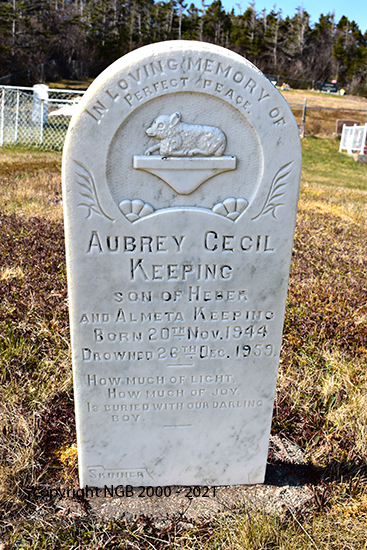 IN LOVING MEMORY OF
PERFECT PEACE
AUBREY CECIL
KEEPING
SON OF HEBER
AND ALMETA KEEPING
BORN 20TH NOV. 1944
DROWNED 26TH DEC. 1959.
HOW MUCH OF LIGHT,
HOW MUCH OF JOY,
IS BURIED WITH OUR DARLING
BOY.
SKINNER
Copyright NGB 2000 - 2021